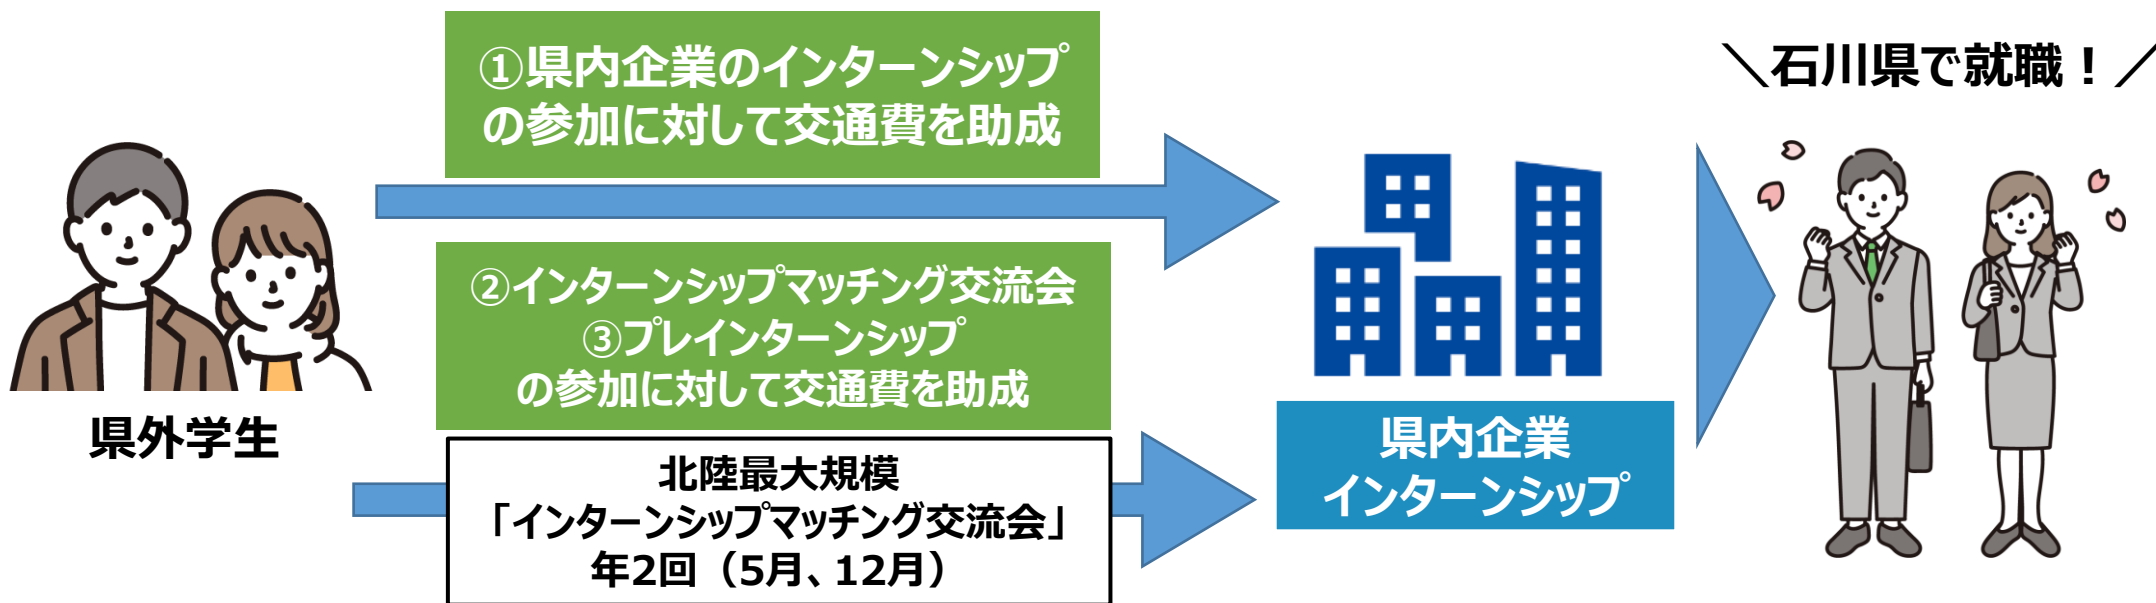 ①県内企業のインターンシップ
の参加に対して交通費を助成
＼石川県で就職！／
②インターンシップマッチング交流会
③プレインターンシップ
の参加に対して交通費を助成
県外学生
北陸最大規模
「インターンシップマッチング交流会」
年2回（5月、12月）
県内企業
インターンシップ